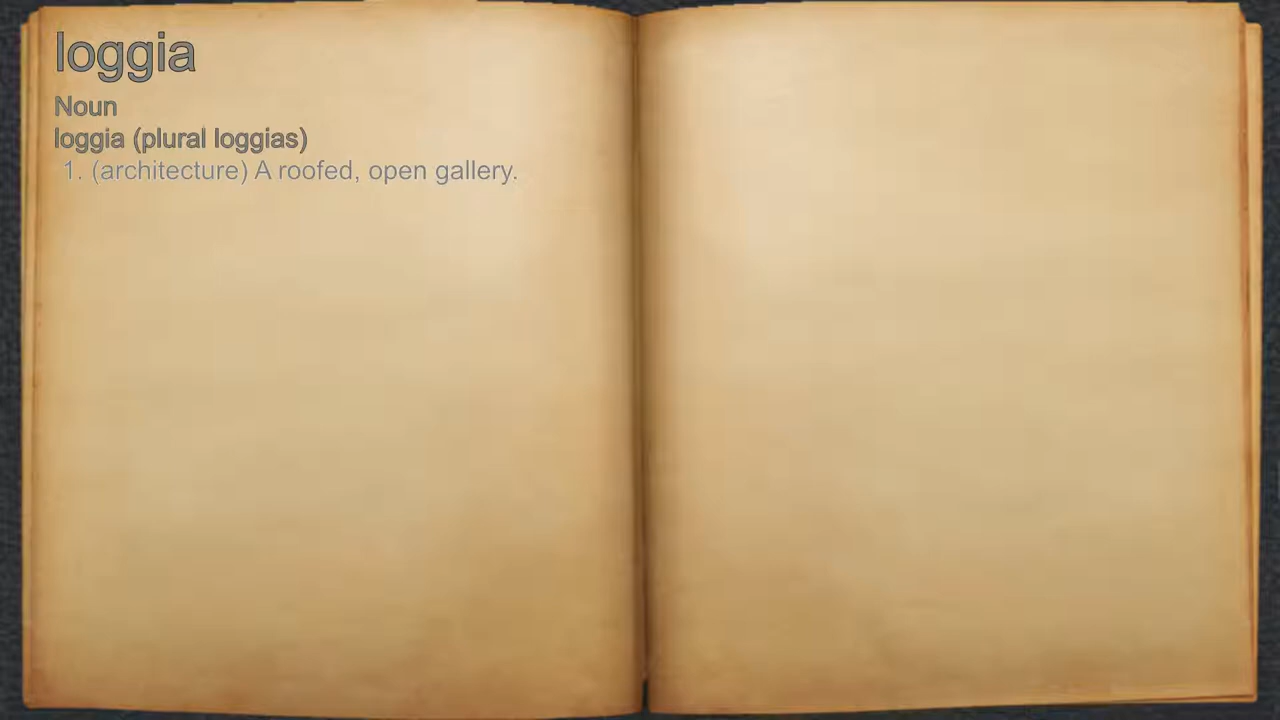 loggia
Noun
loggia (plural loggias)
1. (architecture) A roofed, open gallery.